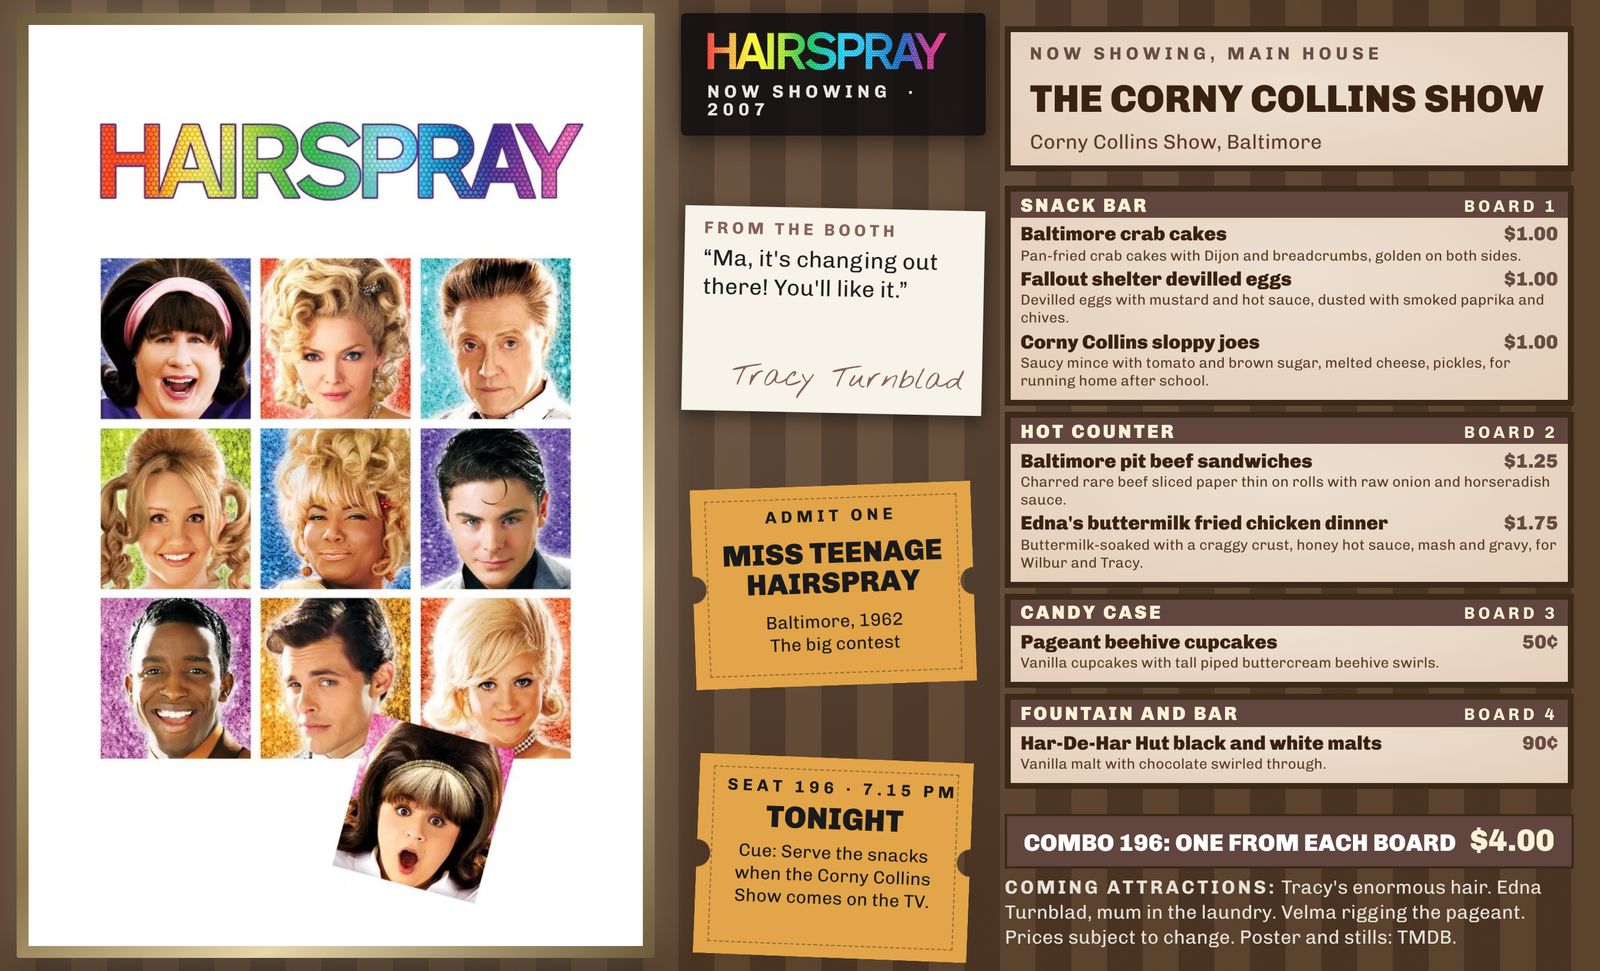 HAIRSPRAY
HAIRSPRAY
NOW SHOWING ·
2007
FROM THE BOOTH
“Ma, it's changing out
there! You'll like it.”
Tracy Turnblad
ADMIT ONE
MISS TEENAGE
HAIRSPRAY
Baltimore, 1962
The big contest
SEAT 196 · 7.15 PM
TONIGHT
Cue: Serve the snacks
when the Corny Collins
Show comes on the TV.
NOW SHOWING, MAIN HOUSE
THE CORNY COLLINS SHOW
Corny Collins Show, Baltimore
SNACK BAR BOARD 1
Baltimore crab cakes $1.00
Pan-fried crab cakes with Dijon and breadcrumbs, golden on both sides.
Fallout shelter devilled eggs $1.00
Devilled eggs with mustard and hot sauce, dusted with smoked paprika and
chives.
Corny Collins sloppy joes $1.00
Saucy mince with tomato and brown sugar, melted cheese, pickles, for
running home after school.
HOT COUNTER BOARD 2
Baltimore pit beef sandwiches $1.25
Charred rare beef sliced paper thin on rolls with raw onion and horseradish
sauce.
Edna's buttermilk fried chicken dinner $1.75
Buttermilk-soaked with a craggy crust, honey hot sauce, mash and gravy, for
Wilbur and Tracy.
CANDY CASE BOARD 3
Pageant beehive cupcakes 50¢
Vanilla cupcakes with tall piped buttercream beehive swirls.
FOUNTAIN AND BAR BOARD 4
Har-De-Har Hut black and white malts 90¢
Vanilla malt with chocolate swirled through.
COMBO 196: ONE FROM EACH BOARD $4.00
COMING ATTRACTIONS: Tracy's enormous hair. Edna
Turnblad, mum in the laundry. Velma rigging the pageant.
Prices subject to change. Poster and stills: TMDB.